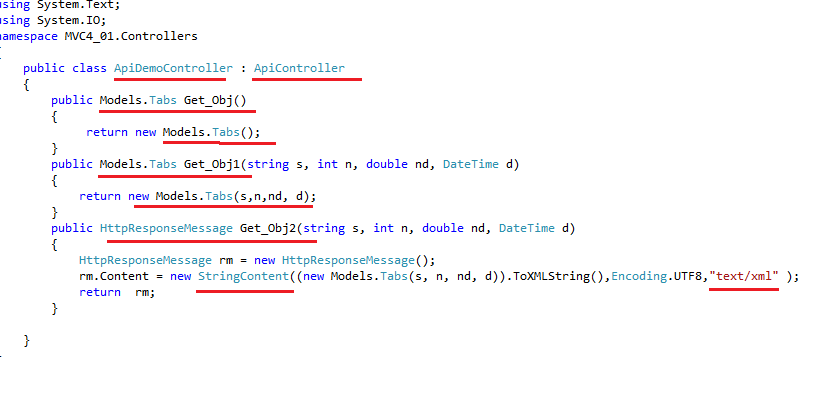 using System.Text;
using System.IO;
namespace MVC4_01.Controllers
{
    public class ApiDemoController : ApiController
    {
        public Models.Tabs Get_Obj()
        {
             return new Models.Tabs();
        }
        public Models.Tabs Get_Obj1(string s, int n, double nd, DateTime d)
        {
            return new Models.Tabs(s,n,nd, d);
        }
        public HttpResponseMessage Get_Obj2(string s, int n, double nd, DateTime d)
        {
            HttpResponseMessage rm = new HttpResponseMessage();
            rm.Content = new StringContent((new Models.Tabs(s, n, nd, d)).ToXMLString(),Encoding.UTF8,"text/xml" );
            return  rm;
        }

    }